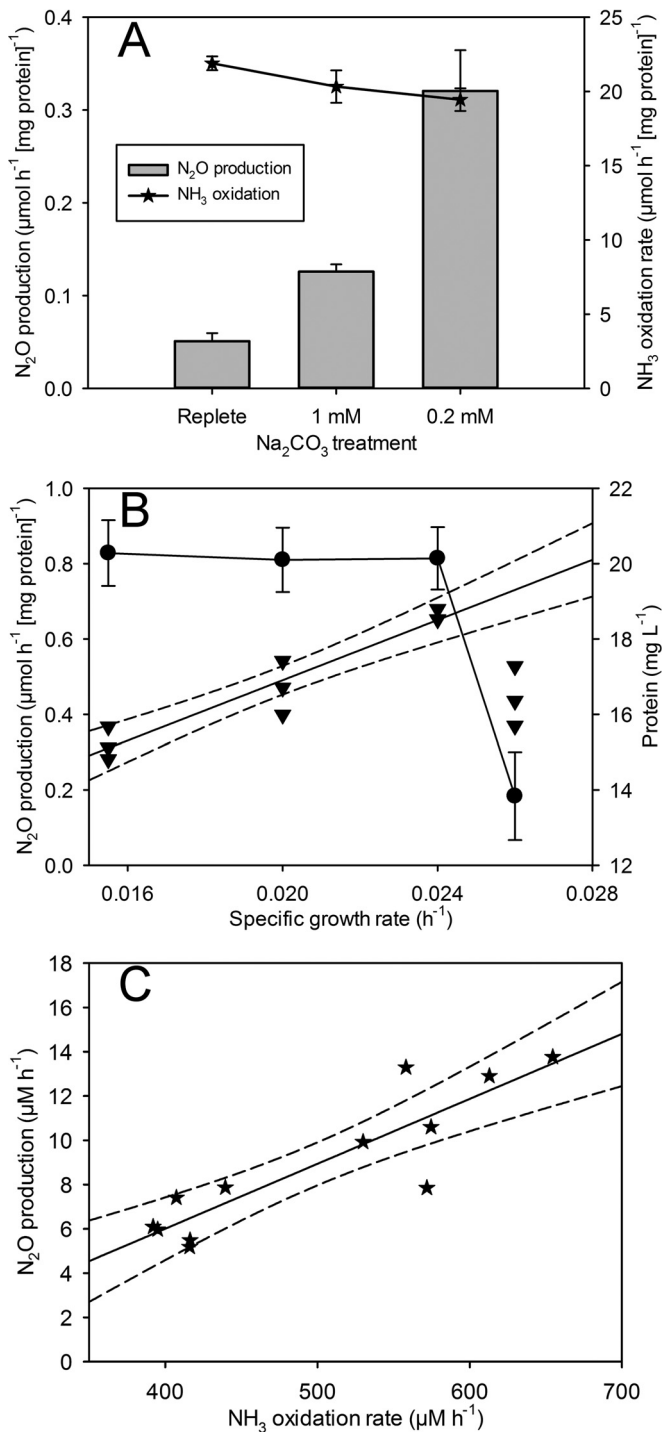 A
N₂O production (µmol h⁻¹ [mg protein]⁻¹)
0.4
0.3
0.2
0.1
0.0
N₂O production
NH₃ oxidation
25
20
15
10
5
0
NH₃ oxidation rate (µmol h⁻¹ [mg protein]⁻¹)
Replete 1 mM 0.2 mM
Na₂CO₃ treatment
B
N₂O production (µmol h⁻¹ [mg protein]⁻¹)
1.0
0.8
0.6
0.4
0.2
0.0
22
20
18
16
14
12
Protein (mg L⁻¹)
0.016 0.020 0.024 0.028
Specific growth rate (h⁻¹)
C
N₂O production (µM h⁻¹)
18
16
14
12
10
8
6
4
2
0
400 500 600 700
NH₃ oxidation rate (µM h⁻¹)